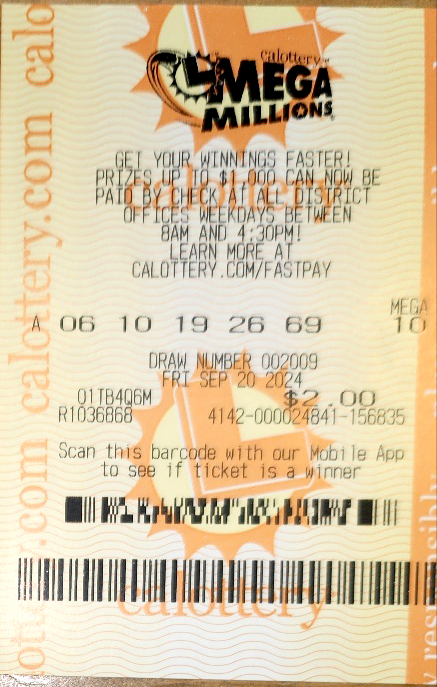 calottery™
MEGA
MILLIONS
GET YOUR WINNINGS FASTER!
PRIZES UP TO $1,000 CAN NOW BE
PAID BY CHECK AT ALL DISTRICT
OFFICES WEEKDAYS BETWEEN
8AM AND 4:30PM!
LEARN MORE AT
CALOTTERY.COM/FASTPAY
MEGA
A 06 10 19 26 69 10
DRAW NUMBER 002009
FRI SEP 20 2024
01TB4Q6M $2.00
R1036868 4142-000024841-156835
Scan this barcode with our Mobile App
to see if ticket is a winner
calottery
calottery
calottery.com calottery.com